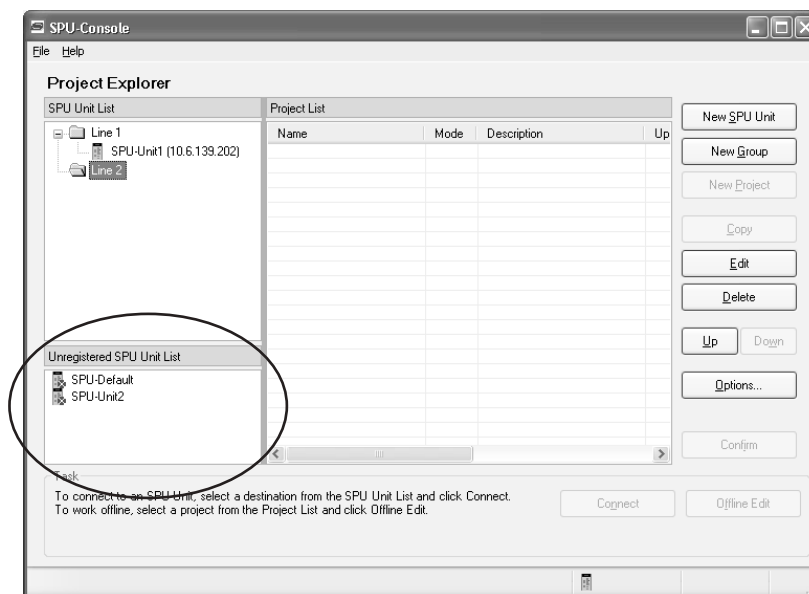 SPU-Console
File Help
Project Explorer
SPU Unit List
Line 1
SPU-Unit1 (10.6.139.202)
Line 2
Unregistered SPU Unit List
SPU-Default
SPU-Unit2
Project List
Name Mode Description Up
New SPU Unit
New Group
New Project
Copy
Edit
Delete
Up Down
Options...
Confirm
Task
To connect to an SPU Unit, select a destination from the SPU Unit List and click Connect.
To work offline, select a project from the Project List and click Offline Edit.
Connect Offline Edit